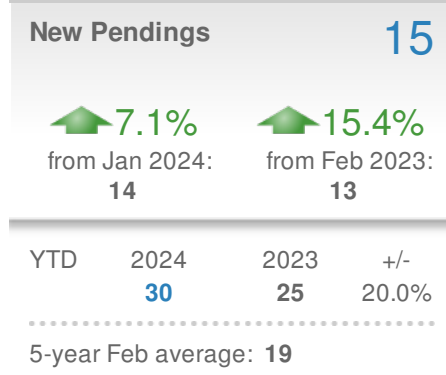 New Pendings 15
7.1% 15.4%
from Jan 2024: from Feb 2023:
14 13
YTD 2024 2023 +/-
30 25 20.0%
5-year Feb average: 19